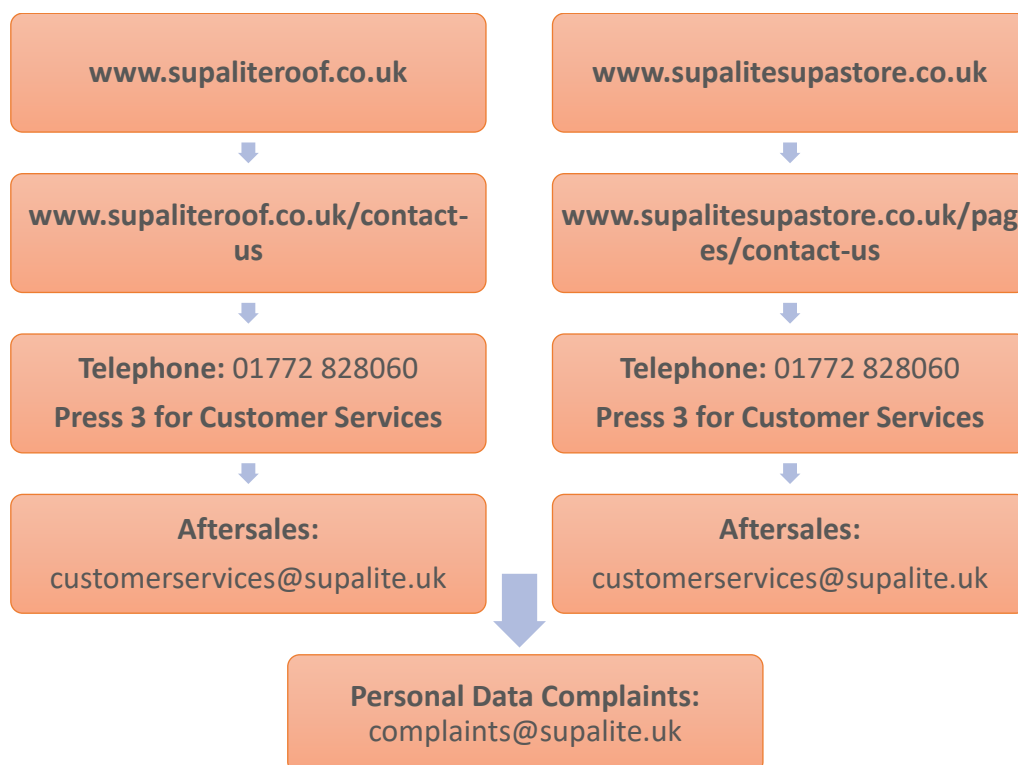 www.supaliteroof.co.uk
www.supaliteroof.co.uk/contact-
us
Telephone: 01772 828060
Press 3 for Customer Services
Aftersales:
customerservices@supalite.uk
www.supalitesupastore.co.uk
www.supalitesupastore.co.uk/pag
es/contact-us
Telephone: 01772 828060
Press 3 for Customer Services
Aftersales:
customerservices@supalite.uk
Personal Data Complaints:
complaints@supalite.uk